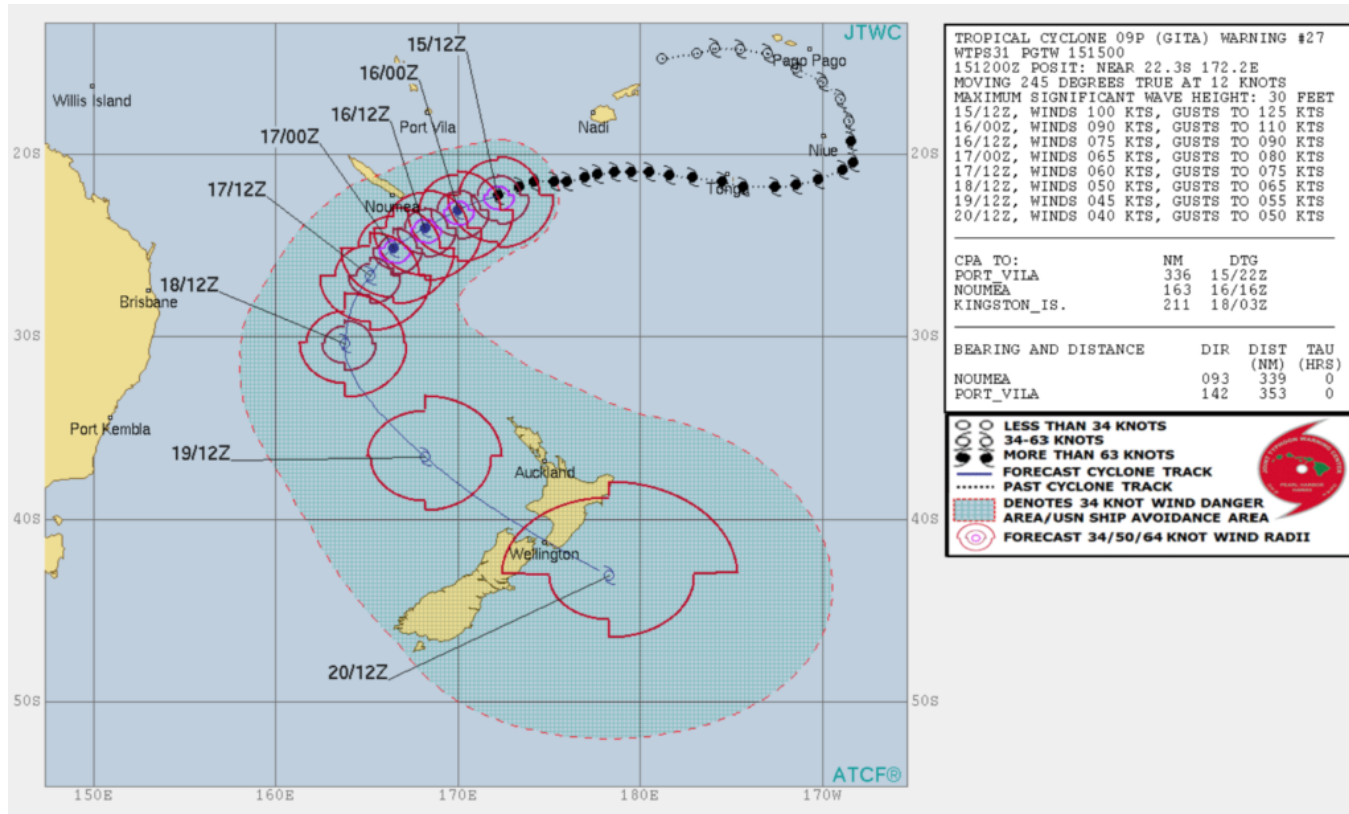 JTWC
15/12Z
16/00Z
16/12Z
17/00Z
17/12Z
18/12Z
19/12Z
20/12Z
Willis Island
Port Vila
Nadi
Pago Pago
Niue
Tonga
Noumea
Brisbane
Port Kembla
Auckland
Wellington
20S
20S
30S
30S
40S
40S
50S
50S
150E
160E
170E
180E
170W
ATCF®
TROPICAL CYCLONE 09P (GITA) WARNING #27
WTPS31 PGTW 151500
151200Z POSIT: NEAR 22.3S 172.2E
MOVING 245 DEGREES TRUE AT 12 KNOTS
MAXIMUM SIGNIFICANT WAVE HEIGHT: 30 FEET
15/12Z, WINDS 100 KTS, GUSTS TO 125 KTS
16/00Z, WINDS 090 KTS, GUSTS TO 110 KTS
16/12Z, WINDS 075 KTS, GUSTS TO 090 KTS
17/00Z, WINDS 065 KTS, GUSTS TO 080 KTS
17/12Z, WINDS 060 KTS, GUSTS TO 075 KTS
18/12Z, WINDS 050 KTS, GUSTS TO 065 KTS
19/12Z, WINDS 045 KTS, GUSTS TO 055 KTS
20/12Z, WINDS 040 KTS, GUSTS TO 050 KTS
CPA TO: NM DTG
PORT_VILA 336 15/22Z
NOUMEA 163 16/16Z
KINGSTON_IS. 211 18/03Z
BEARING AND DISTANCE DIR DIST TAU
(NM) (HRS)
NOUMEA 093 339 0
PORT_VILA 142 353 0
LESS THAN 34 KNOTS
34-63 KNOTS
MORE THAN 63 KNOTS
FORECAST CYCLONE TRACK
PAST CYCLONE TRACK
DENOTES 34 KNOT WIND DANGER
AREA/USN SHIP AVOIDANCE AREA
FORECAST 34/50/64 KNOT WIND RADII
JOINT TYPHOON WARNING CENTER
PEARL HARBOR
HAWAII